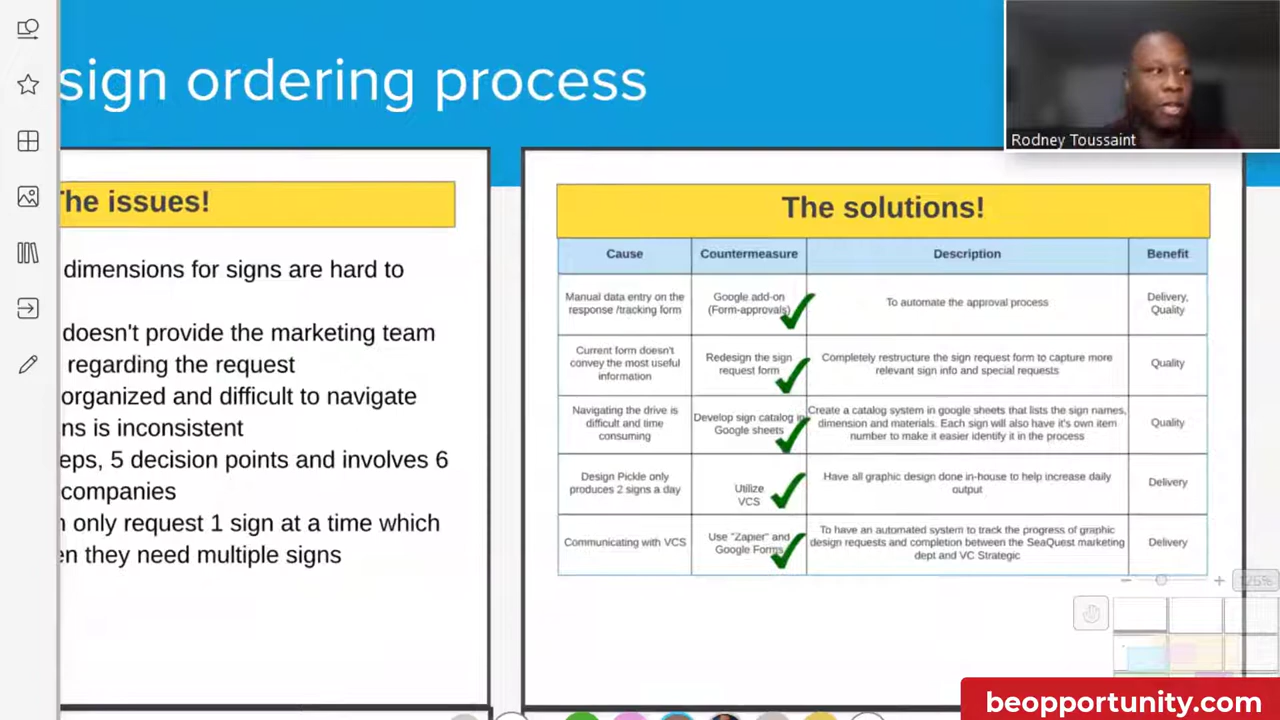 sign ordering process
Rodney Toussaint
The issues!
dimensions for signs are hard to
doesn't provide the marketing team
regarding the request
organized and difficult to navigate
ns is inconsistent
eps, 5 decision points and involves 6
companies
n only request 1 sign at a time which
en they need multiple signs
The solutions!
Cause
Countermeasure
Description
Benefit
Manual data entry on the
response /tracking form
Google add-on
(Form-approvals)
To automate the approval process
Delivery,
Quality
Current form doesn't
convey the most useful
information
Redesign the sign
request form
Completely restructure the sign request form to capture more
relevant sign info and special requests
Quality
Navigating the drive is
difficult and time
consuming
Develop sign catalog in
Google sheets
Create a catalog system in google sheets that lists the sign names,
dimension and materials. Each sign will also have it's own item
number to make it easier identify it in the process
Quality
Design Pickle only
produces 2 signs a day
Utilize
VCS
Have all graphic design done in-house to help increase daily
output
Delivery
Communicating with VCS
Use "Zapier" and
Google Forms
To have an automated system to track the progress of graphic
design requests and completion between the SeaQuest marketing
dept and VC Strategic
Delivery
126%
beopportunity.com